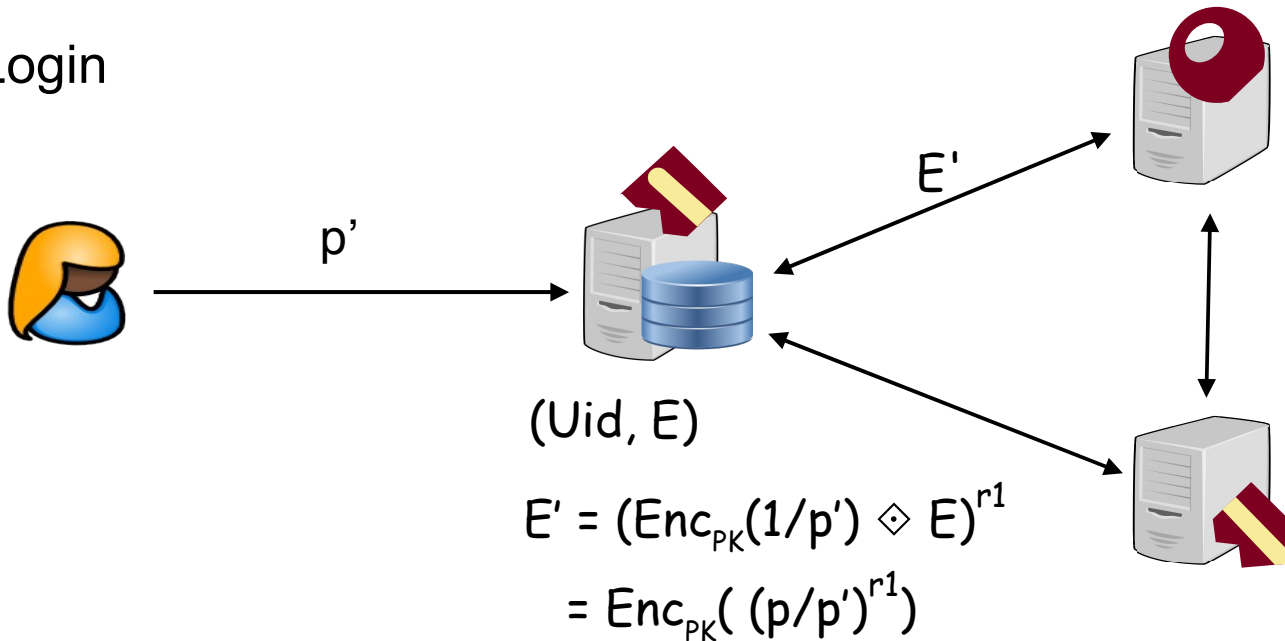 Login
E'
p’
(Uid, E)
E' = (Enc_PK(1/p') ⟐ E)^r1
= Enc_PK( (p/p')^r1)